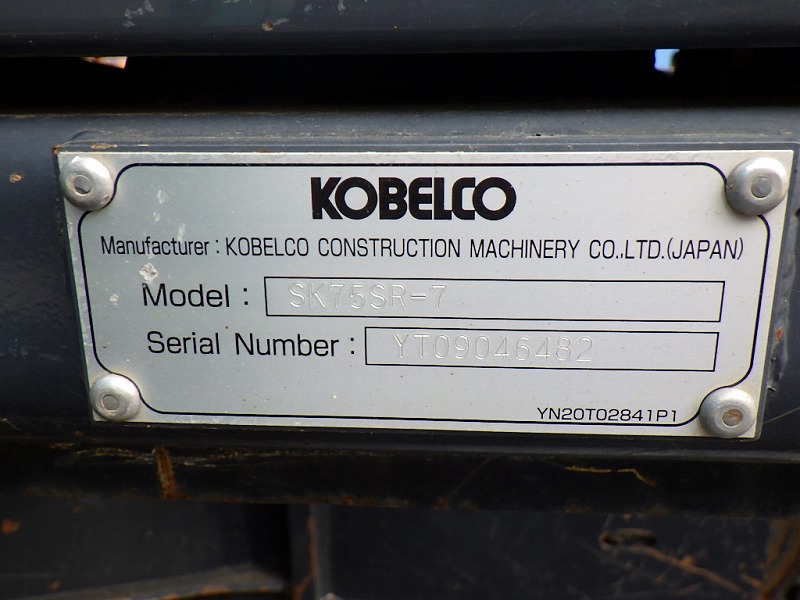 KOBELCO
Manufacturer : KOBELCO CONSTRUCTION MACHINERY CO.,LTD.(JAPAN)
Model : SK75SR-7
Serial Number : YT09046482
YN20T02841P1